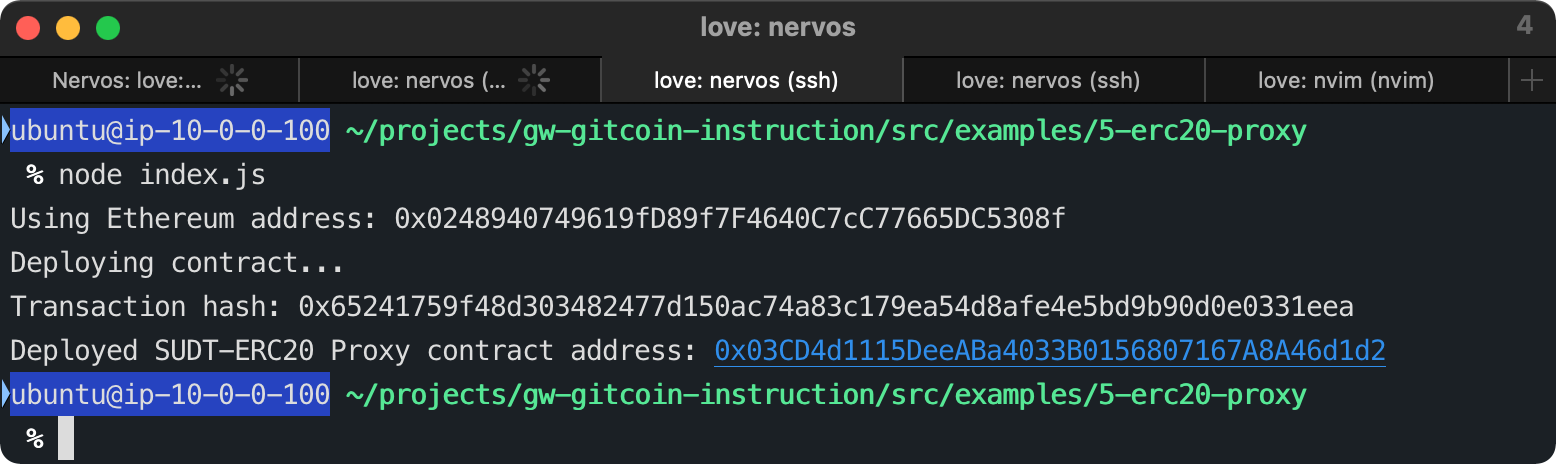 love: nervos
4
Nervos: love:... love: nervos (... love: nervos (ssh) love: nervos (ssh) love: nvim (nvim) +
ubuntu@ip-10-0-0-100 ~/projects/gw-gitcoin-instruction/src/examples/5-erc20-proxy
% node index.js
Using Ethereum address: 0x0248940749619fD89f7F4640C7cC77665DC5308f
Deploying contract...
Transaction hash: 0x65241759f48d303482477d150ac74a83c179ea54d8afe4e5bd9b90d0e0331eea
Deployed SUDT-ERC20 Proxy contract address: 0x03CD4d1115DeeABa4033B0156807167A8A46d1d2
ubuntu@ip-10-0-0-100 ~/projects/gw-gitcoin-instruction/src/examples/5-erc20-proxy
%